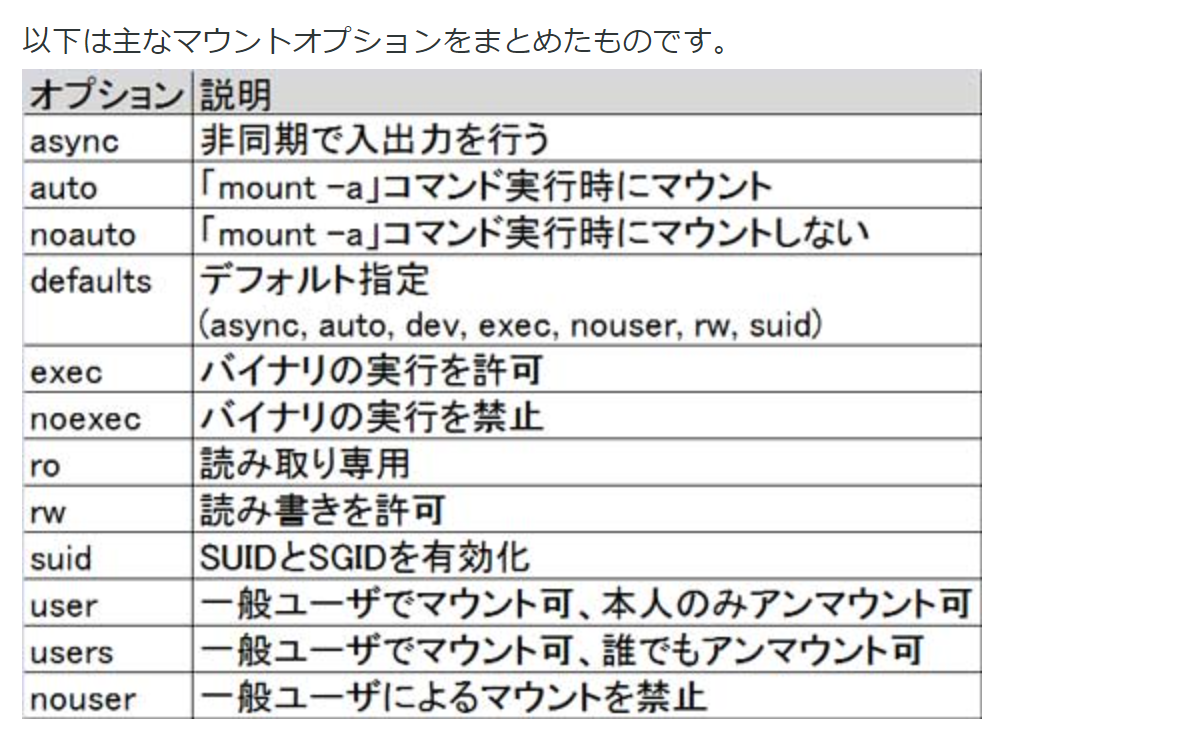 以下は主なマウントオプションをまとめたものです。
オプション 説明
async 非同期で入出力を行う
auto 「mount -a」コマンド実行時にマウント
noauto 「mount -a」コマンド実行時にマウントしない
defaults デフォルト指定
(async, auto, dev, exec, nouser, rw, suid)
exec バイナリの実行を許可
noexec バイナリの実行を禁止
ro 読み取り専用
rw 読み書きを許可
suid SUIDとSGIDを有効化
user 一般ユーザでマウント可、本人のみアンマウント可
users 一般ユーザでマウント可、誰でもアンマウント可
nouser 一般ユーザによるマウントを禁止